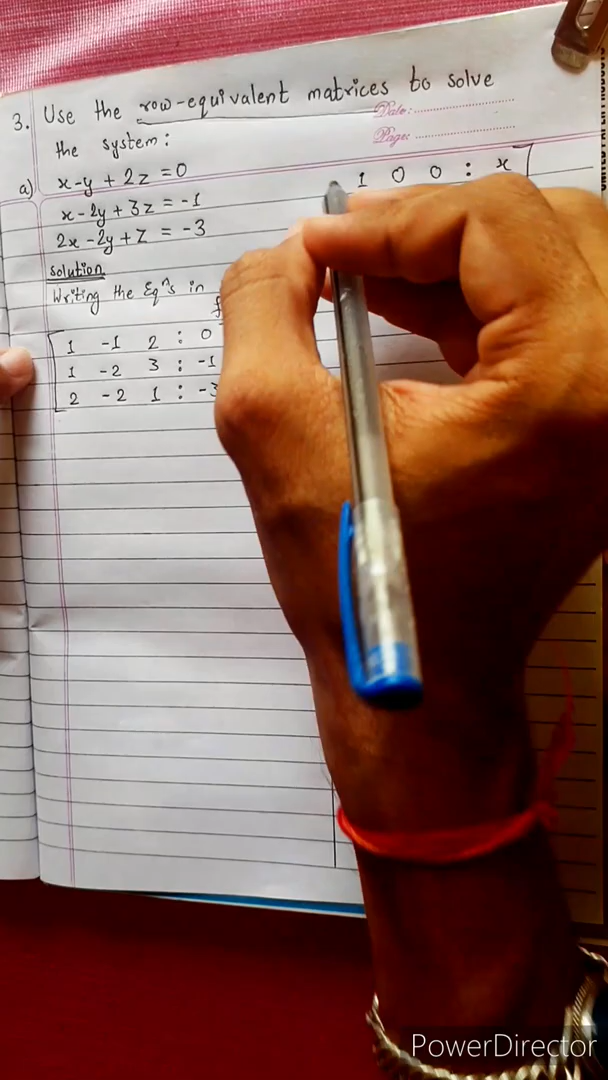 3. Use the row-equivalent matrices to solve
the system:
Date:
Page:
a) x-y + 2z = 0
x - 2y + 3z = -1
2x - 2y + z = -3
1 0 0 : x
solution
Writing the Eqⁿs in
1 -1 2 : 0
1 -2 3 : -1
2 -2 1 : -3
PowerDirector